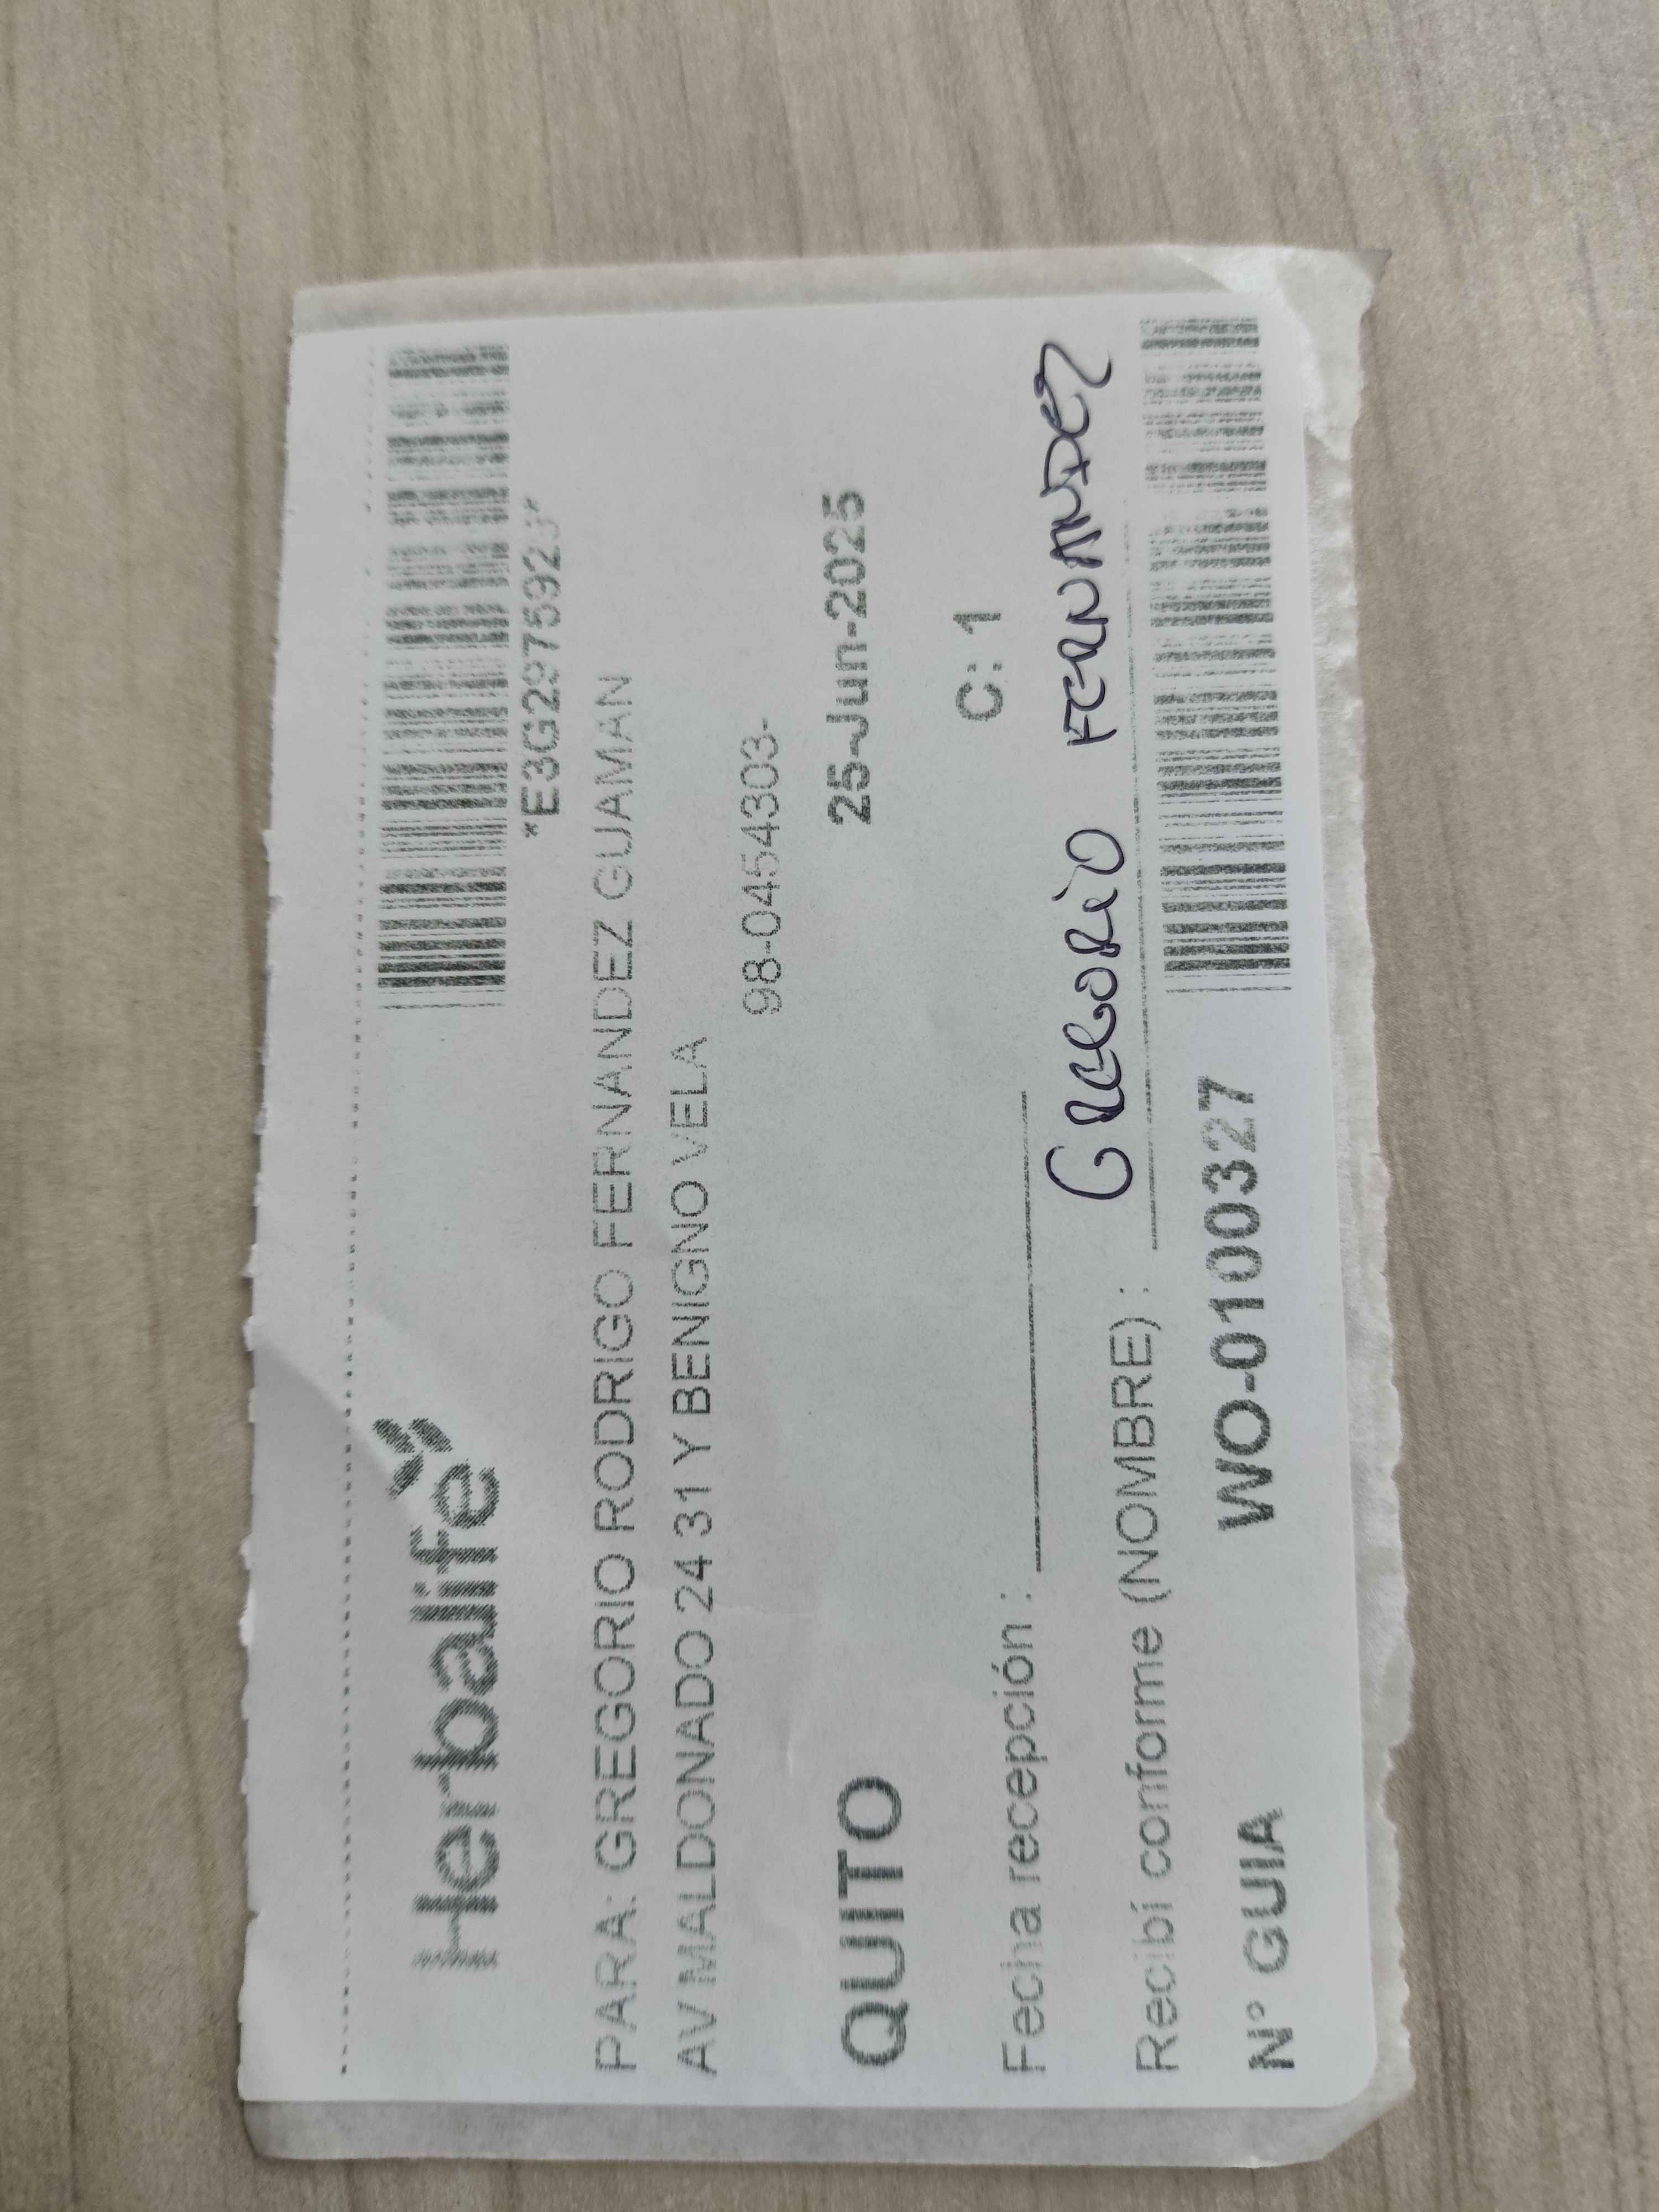 Herbalife
*E3G2975923*
PARA: GREGORIO RODRIGO FERNANDEZ GUAMAN
AV MALDONADO 24 31 Y BENIGNO VELA
98-0454303-
QUITO 25-Jun-2025
Fecha recepción : C: 1
Recibí conforme (NOMBRE) : GREGORIO FERNANDEZ
N° GUIA WO-0100327